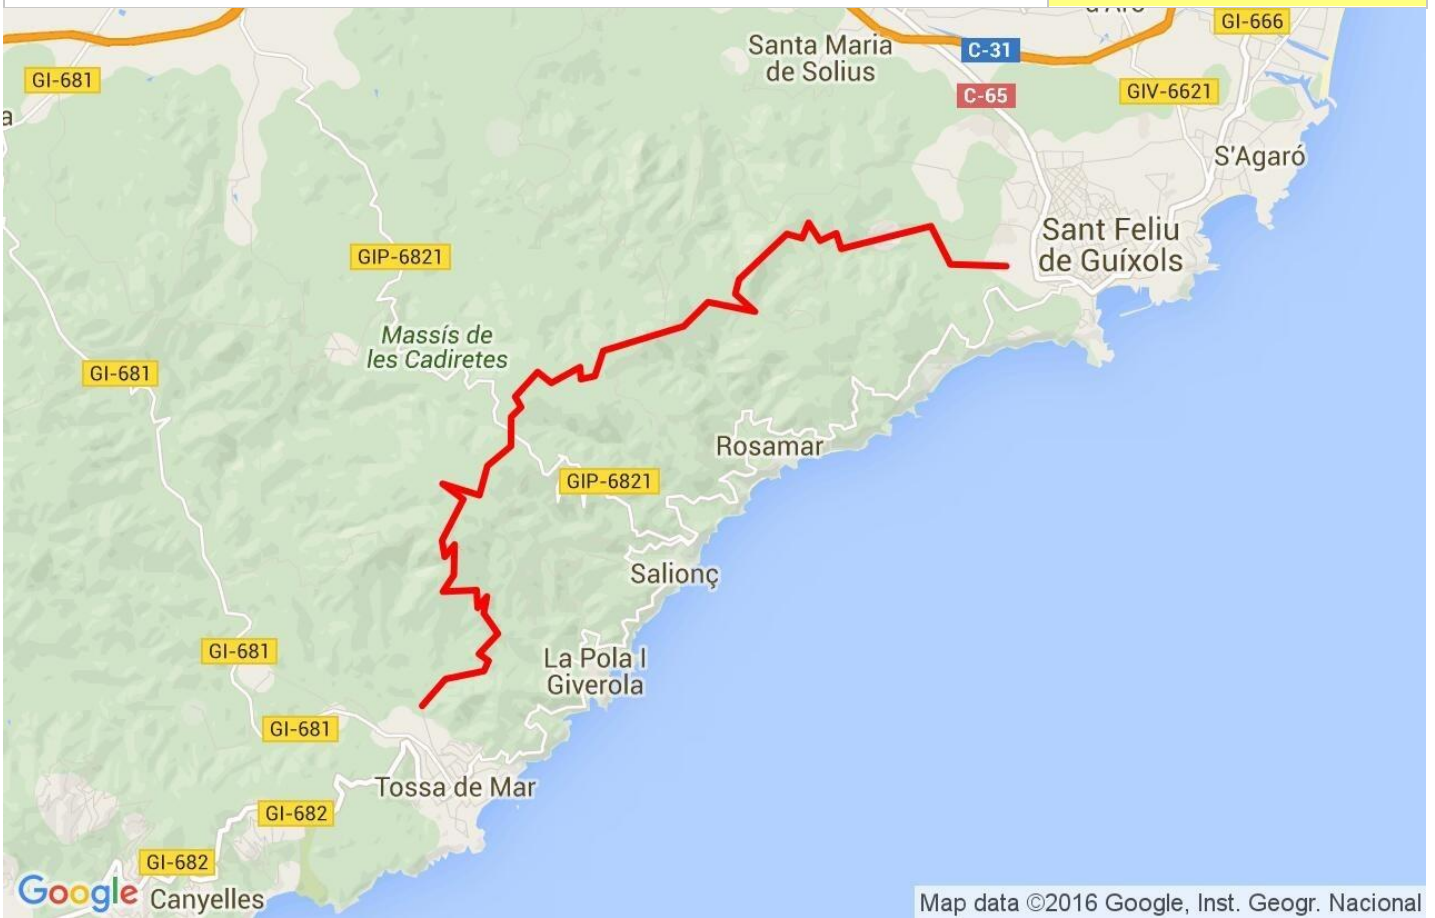 d'Aro
GI-666
Santa Maria
de Solius
C-31
GI-681
C-65
GIV-6621
a
S'Agaró
Sant Feliu
de Guíxols
GIP-6821
Massís de
les Cadiretes
GI-681
Rosamar
GIP-6821
Salionç
GI-681
La Pola I
Giverola
GI-681
Tossa de Mar
GI-682
GI-682
Google
Canyelles
Map data ©2016 Google, Inst. Geogr. Nacional